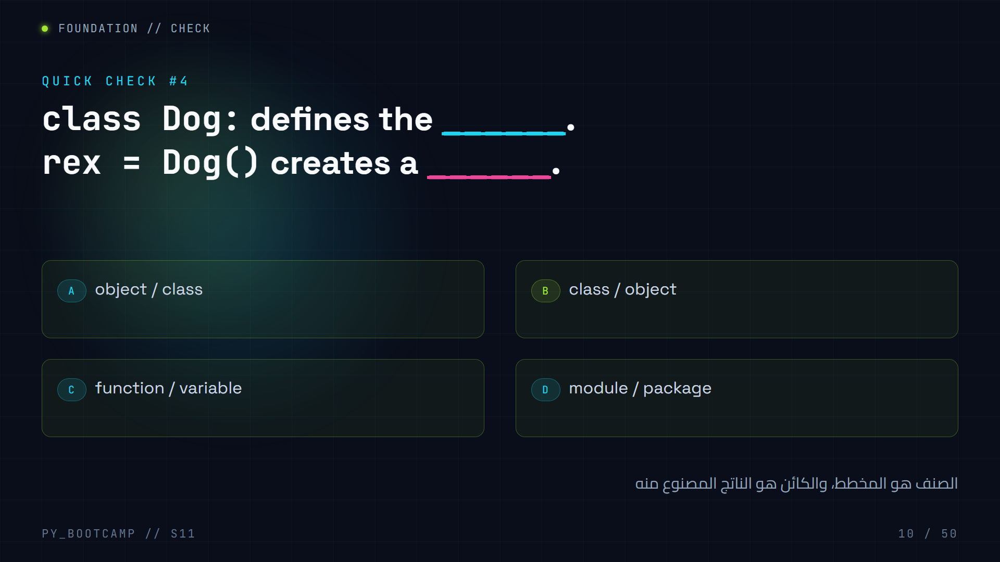 FOUNDATION // CHECK
QUICK CHECK #4
class Dog: defines the ______.
rex = Dog() creates a ______.
A object / class
B class / object
C function / variable
D module / package
الصنف هو المخطط، والكائن هو الناتج المصنوع منه
PY_BOOTCAMP // S11
10 / 50